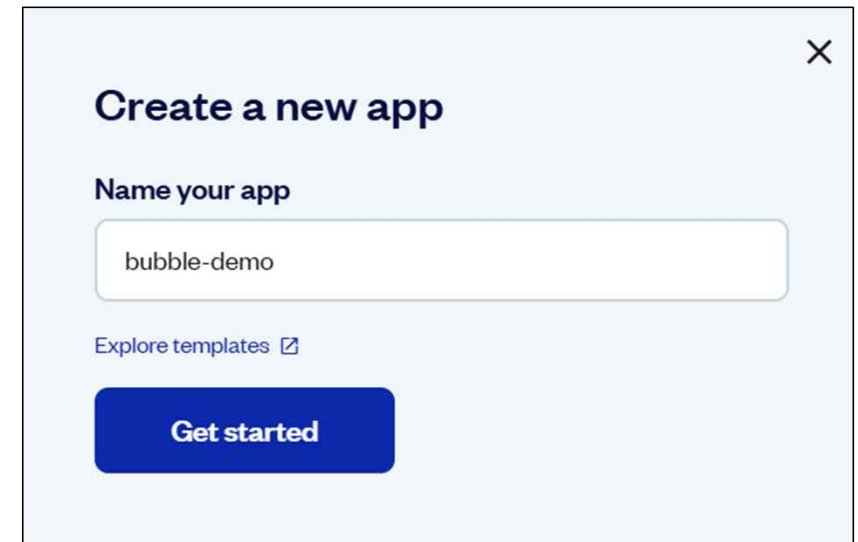 Create a new app
Name your app
bubble-demo
Explore templates
Get started